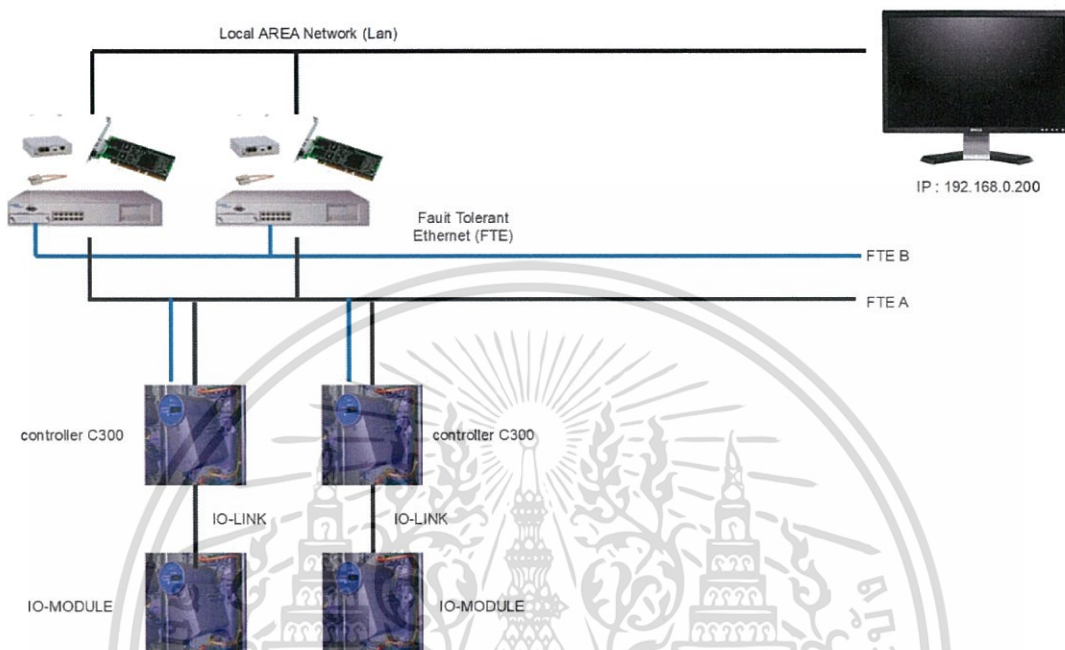 Local AREA Network (Lan)
IP : 192.168.0.200
Fauit Tolerant
Ethernet (FTE)
FTE B
FTE A
controller C300
controller C300
IO-LINK
IO-LINK
IO-MODULE
IO-MODULE